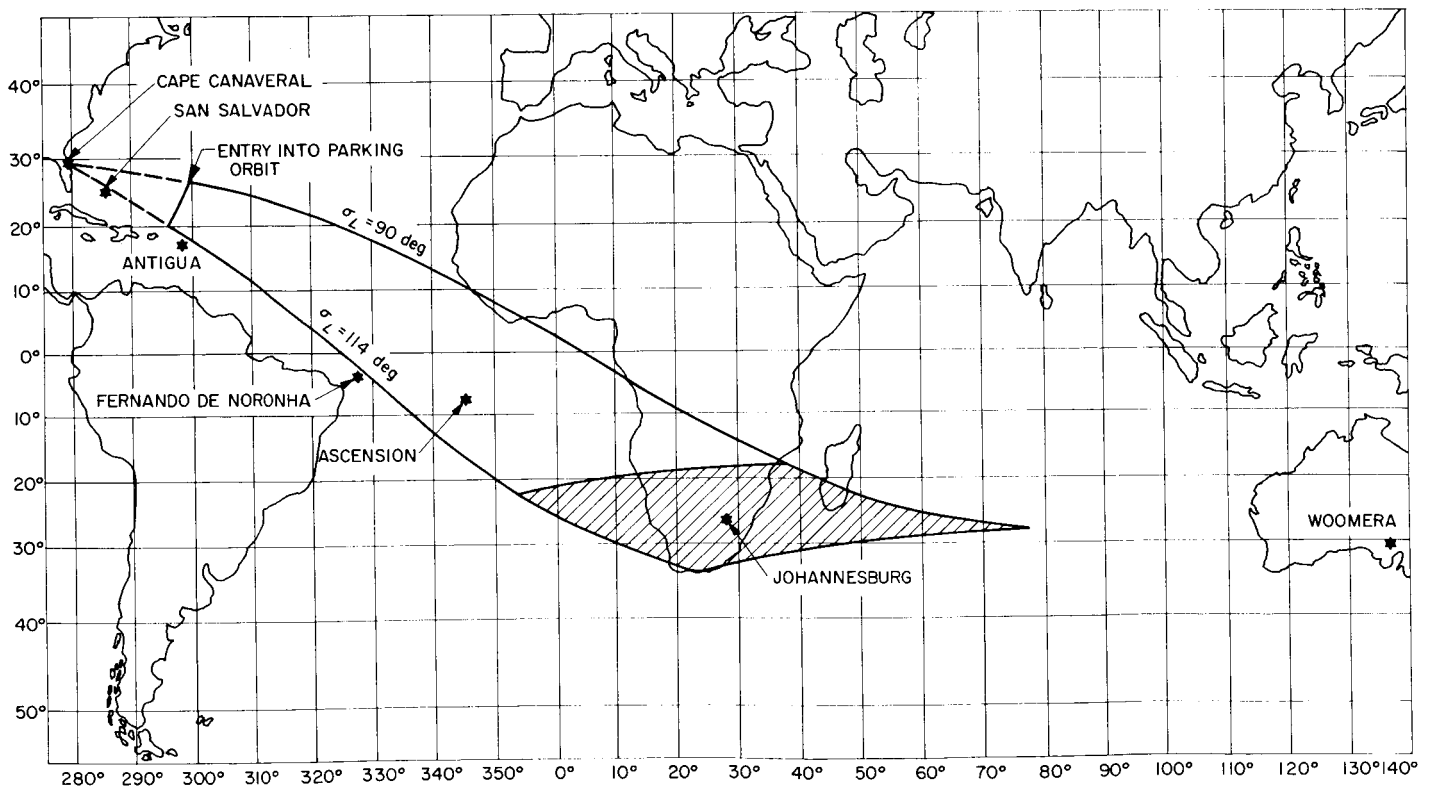 CAPE CANAVERAL
SAN SALVADOR
ENTRY INTO PARKING
ORBIT
σL=90 deg
ANTIGUA
σL=114 deg
FERNANDO DE NORONHA
ASCENSION
WOOMERA
JOHANNESBURG
40°
30°
20°
10°
0°
10°
20°
30°
40°
50°
280° 290° 300° 310° 320° 330° 345° 350° 0° 10° 20° 30° 40° 50° 60° 70° 80° 90° 100° 110° 120° 130° 140°